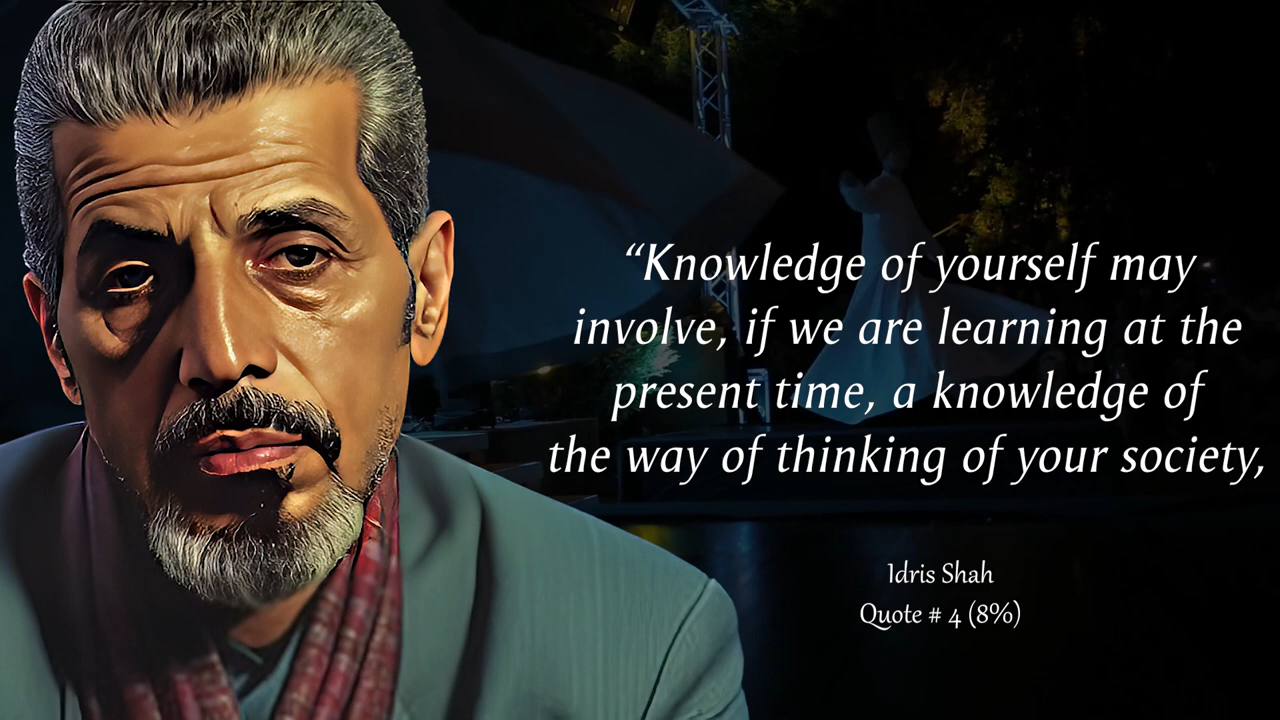 “Knowledge of yourself may
involve, if we are learning at the
present time, a knowledge of
the way of thinking of your society,
Idris Shah
Quote # 4 (8%)